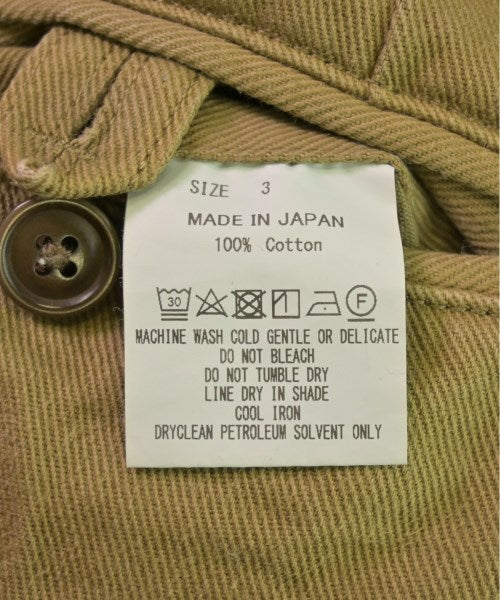 SIZE 3
MADE IN JAPAN
100% Cotton
30 F
MACHINE WASH COLD GENTLE OR DELICATE
DO NOT BLEACH
DO NOT TUMBLE DRY
LINE DRY IN SHADE
COOL IRON
DRYCLEAN PETROLEUM SOLVENT ONLY